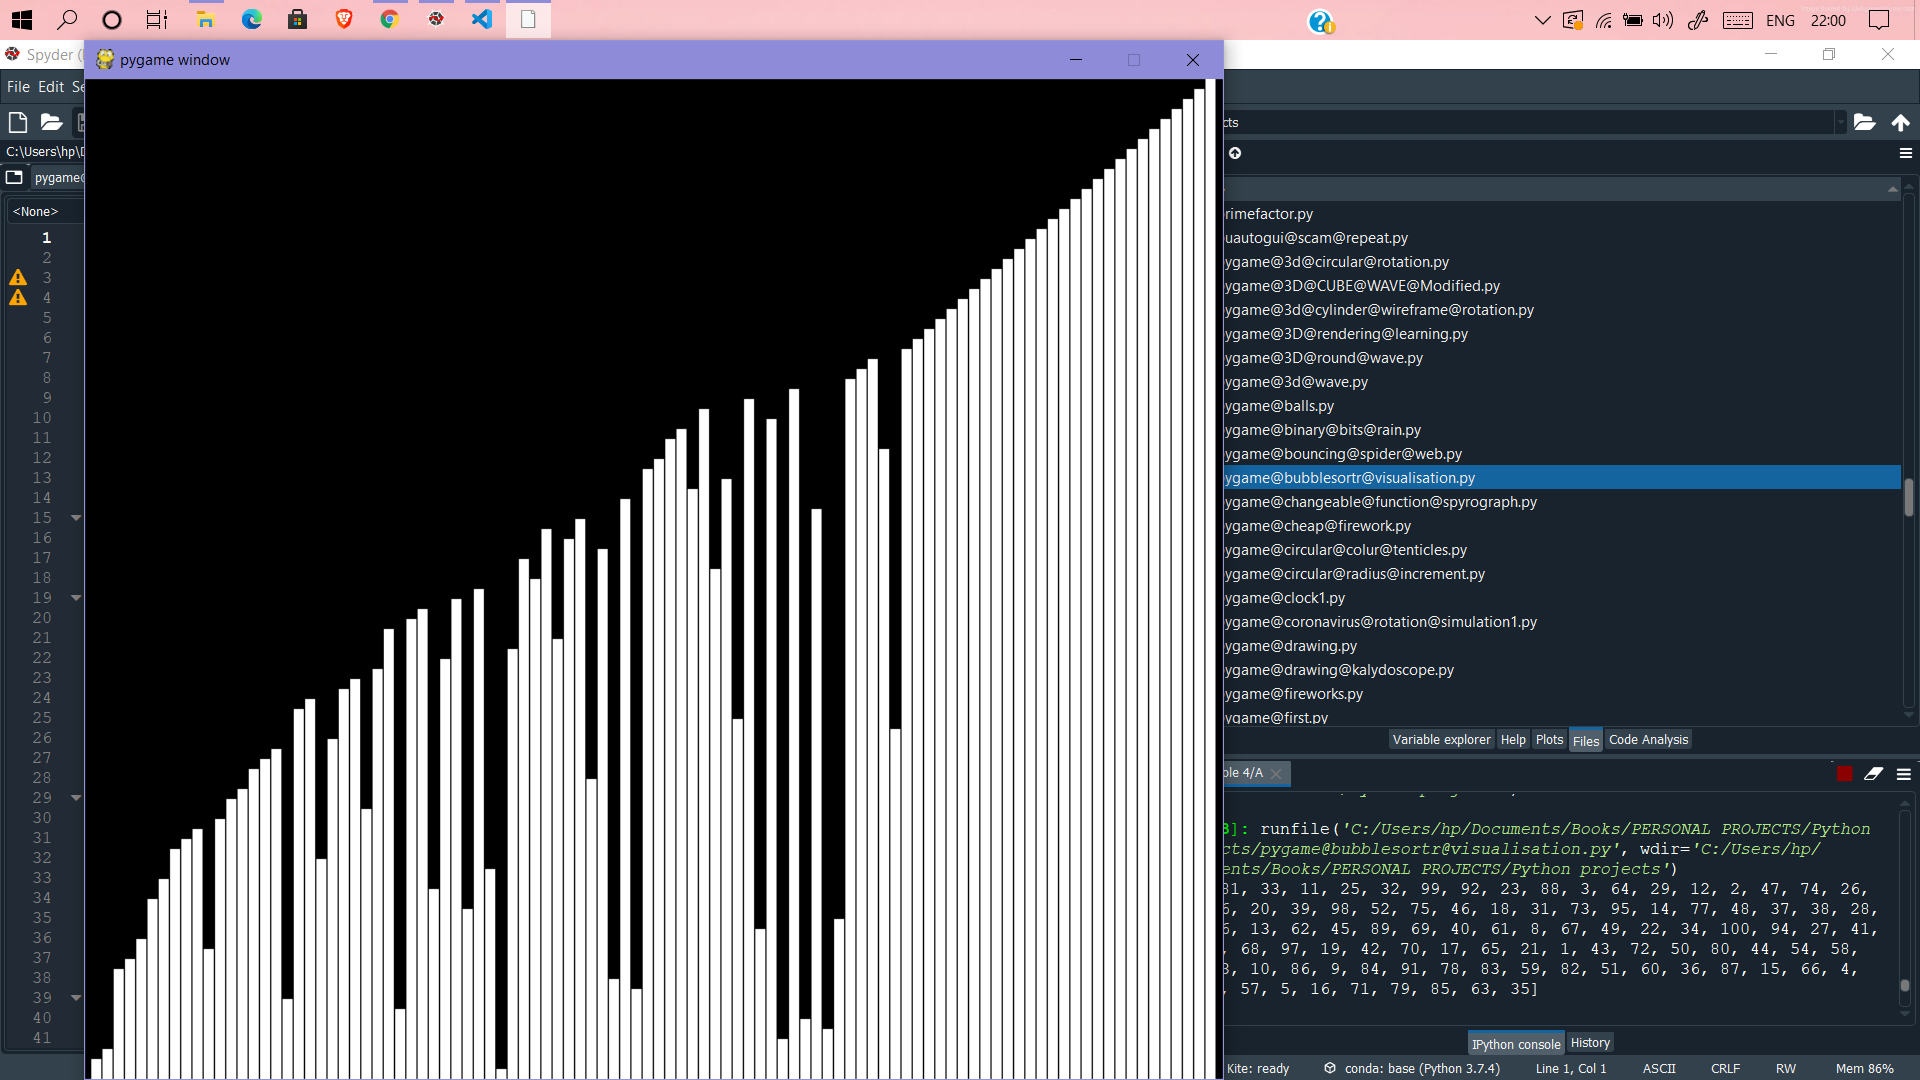 ENG 22:00
Spyder (
pygame window
File Edit Se
cts
C:\Users\hp\D
pygame@
<None>
1
2
3
4
5
6
7
8
9
10
11
12
13
14
15
16
17
18
19
20
21
22
23
24
25
26
27
28
29
30
31
32
33
34
35
36
37
38
39
40
41
rimefactor.py
uautogui@scam@repeat.py
ygame@3d@circular@rotation.py
ygame@3D@CUBE@WAVE@Modified.py
ygame@3d@cylinder@wireframe@rotation.py
ygame@3D@rendering@learning.py
ygame@3D@round@wave.py
ygame@3d@wave.py
ygame@balls.py
ygame@binary@bits@rain.py
ygame@bouncing@spider@web.py
ygame@bubblesortr@visualisation.py
ygame@changeable@function@spyrograph.py
ygame@cheap@firework.py
ygame@circular@colur@tenticles.py
ygame@circular@radius@increment.py
ygame@clock1.py
ygame@coronavirus@rotation@simulation1.py
ygame@drawing.py
ygame@drawing@kalydoscope.py
ygame@fireworks.py
ygame@first.py
Variable explorer Help Plots Files Code Analysis
ole 4/A
]: runfile('C:/Users/hp/Documents/Books/PERSONAL PROJECTS/Python
cts/pygame@bubblesortr@visualisation.py', wdir='C:/Users/hp/
ents/Books/PERSONAL PROJECTS/Python projects')
81, 33, 11, 25, 32, 99, 92, 23, 88, 3, 64, 29, 12, 2, 47, 74, 26,
6, 20, 39, 98, 52, 75, 46, 18, 31, 73, 95, 14, 77, 48, 37, 38, 28,
6, 13, 62, 45, 89, 69, 40, 61, 8, 67, 49, 22, 34, 100, 94, 27, 41,
, 68, 97, 19, 42, 70, 17, 65, 21, 1, 43, 72, 50, 80, 44, 54, 58,
3, 10, 86, 9, 84, 91, 78, 83, 59, 82, 51, 60, 36, 87, 15, 66, 4,
, 57, 5, 16, 71, 79, 85, 63, 35]
IPython console History
Kite: ready conda: base (Python 3.7.4) Line 1, Col 1 ASCII CRLF RW Mem 86%